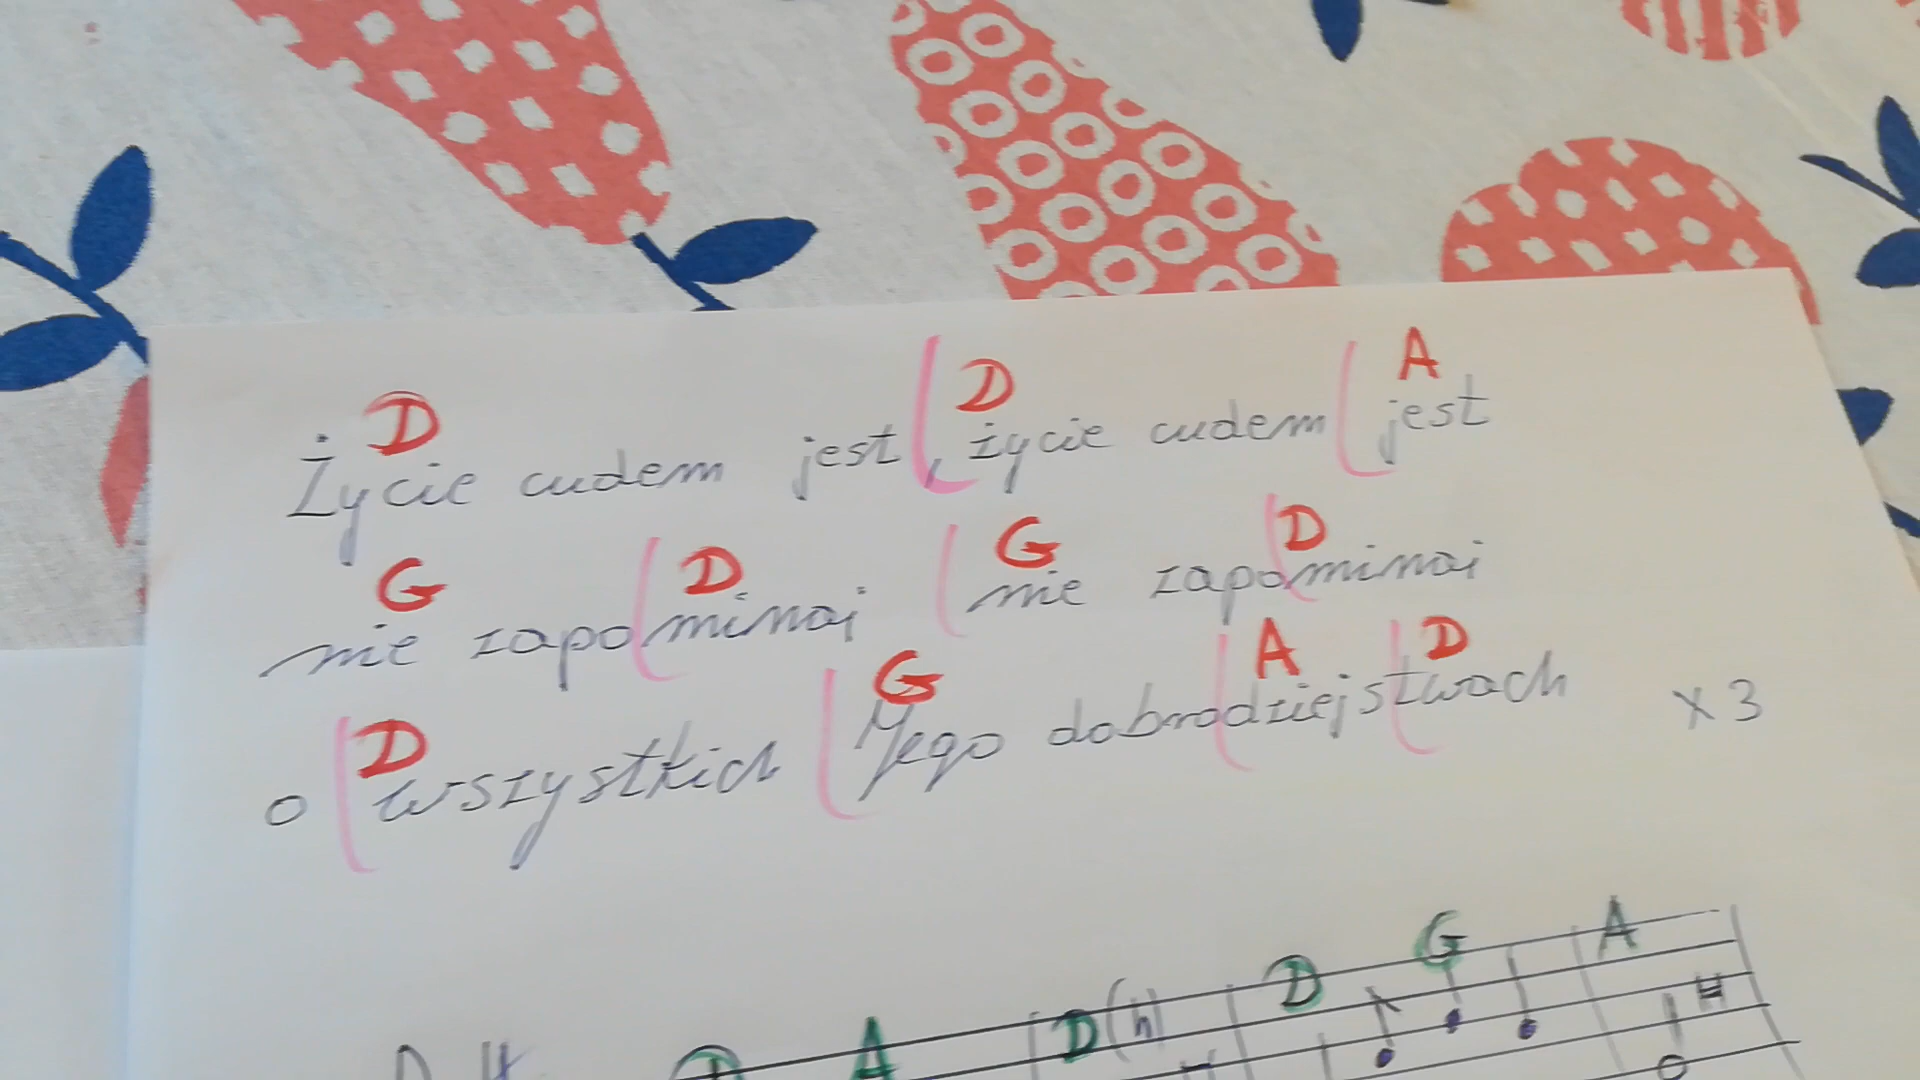 D D A
Życie cudem jest, życie cudem jest
G D G D
nie zapominaj nie zapominaj
D G A D
o wszystkich Jego dobrodziejstwach x3
D A D (h) D G A